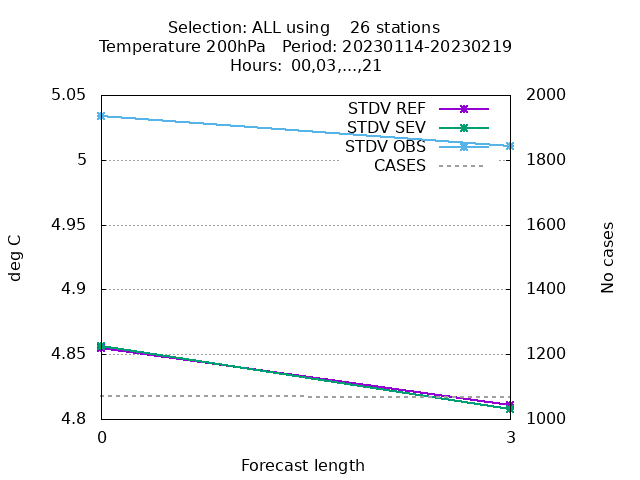 Selection: ALL using    26 stations
Temperature 200hPa   Period: 20230114-20230219
Hours:  00,03,...,21
5.05
5
4.95
4.9
4.85
4.8
deg C
STDV REF
STDV SEV
STDV OBS
CASES
2000
1800
1600
1400
1200
1000
No cases
0
3
Forecast length